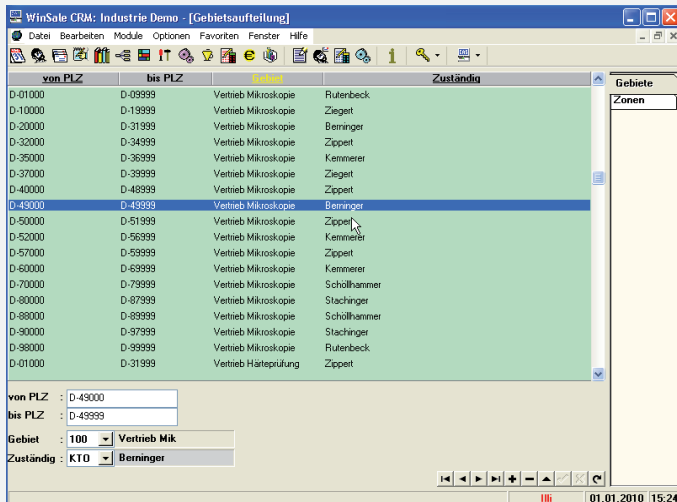 WinSale CRM: Industrie Demo - [Gebietsaufteilung]
Datei Bearbeiten Module Optionen Favoriten Fenster Hilfe
von PLZ bis PLZ Gebiet Zuständig
D-01000 D-09999 Vertrieb Mikroskopie Rutenbeck
D-10000 D-19999 Vertrieb Mikroskopie Ziegert
D-20000 D-31999 Vertrieb Mikroskopie Berninger
D-32000 D-34999 Vertrieb Mikroskopie Zippert
D-35000 D-36999 Vertrieb Mikroskopie Kemmerer
D-37000 D-39999 Vertrieb Mikroskopie Ziegert
D-40000 D-48999 Vertrieb Mikroskopie Zippert
D-49000 D-49999 Vertrieb Mikroskopie Berninger
D-50000 D-51999 Vertrieb Mikroskopie Zippert
D-52000 D-56999 Vertrieb Mikroskopie Kemmerer
D-57000 D-59999 Vertrieb Mikroskopie Zippert
D-60000 D-69999 Vertrieb Mikroskopie Kemmerer
D-70000 D-79999 Vertrieb Mikroskopie Schöllhammer
D-80000 D-87999 Vertrieb Mikroskopie Stachinger
D-88000 D-89999 Vertrieb Mikroskopie Schöllhammer
D-90000 D-97999 Vertrieb Mikroskopie Stachinger
D-98000 D-99999 Vertrieb Mikroskopie Rutenbeck
D-01000 D-31999 Vertrieb Härteprüfung Zippert
Gebiete
Zonen
von PLZ : D-49000
bis PLZ : D-49999
Gebiet : 100 Vertrieb Mik
Zuständig : KTO Berninger
Illi 01.01.2010 15:24